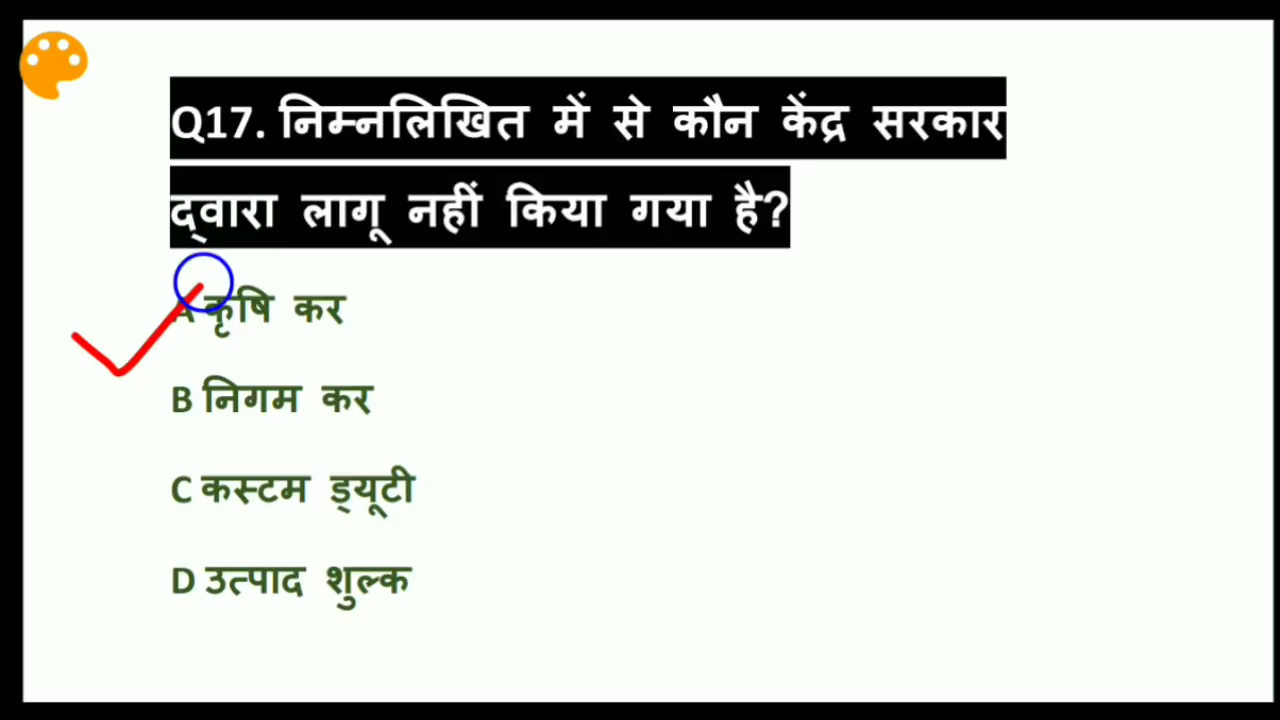 Q17. निम्नलिखित में से कौन केंद्र सरकार
द्वारा लागू नहीं किया गया है?
A कृषि कर
B निगम कर
C कस्टम ड्यूटी
D उत्पाद शुल्क